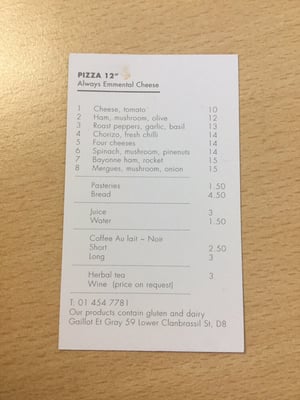 PIZZA 12"
Always Emmental Cheese
1 Cheese, tomato 10
2 Ham, mushroom, olive 12
3 Roast peppers, garlic, basil 13
4 Chorizo, fresh chilli 14
5 Four cheeses 14
6 Spinach, mushroom, pinenuts 14
7 Bayonne ham, rocket 15
8 Mergues, mushroom, onion 15
Pasteries 1.50
Bread 4.50
Juice 3
Water 1.50
Coffee Au lait – Noir
Short 2.50
Long 3
Herbal tea 3
Wine (price on request)
T: 01 454 7781
Our products contain gluten and dairy
Gaillot Et Gray 59 Lower Clanbrassil St, D8